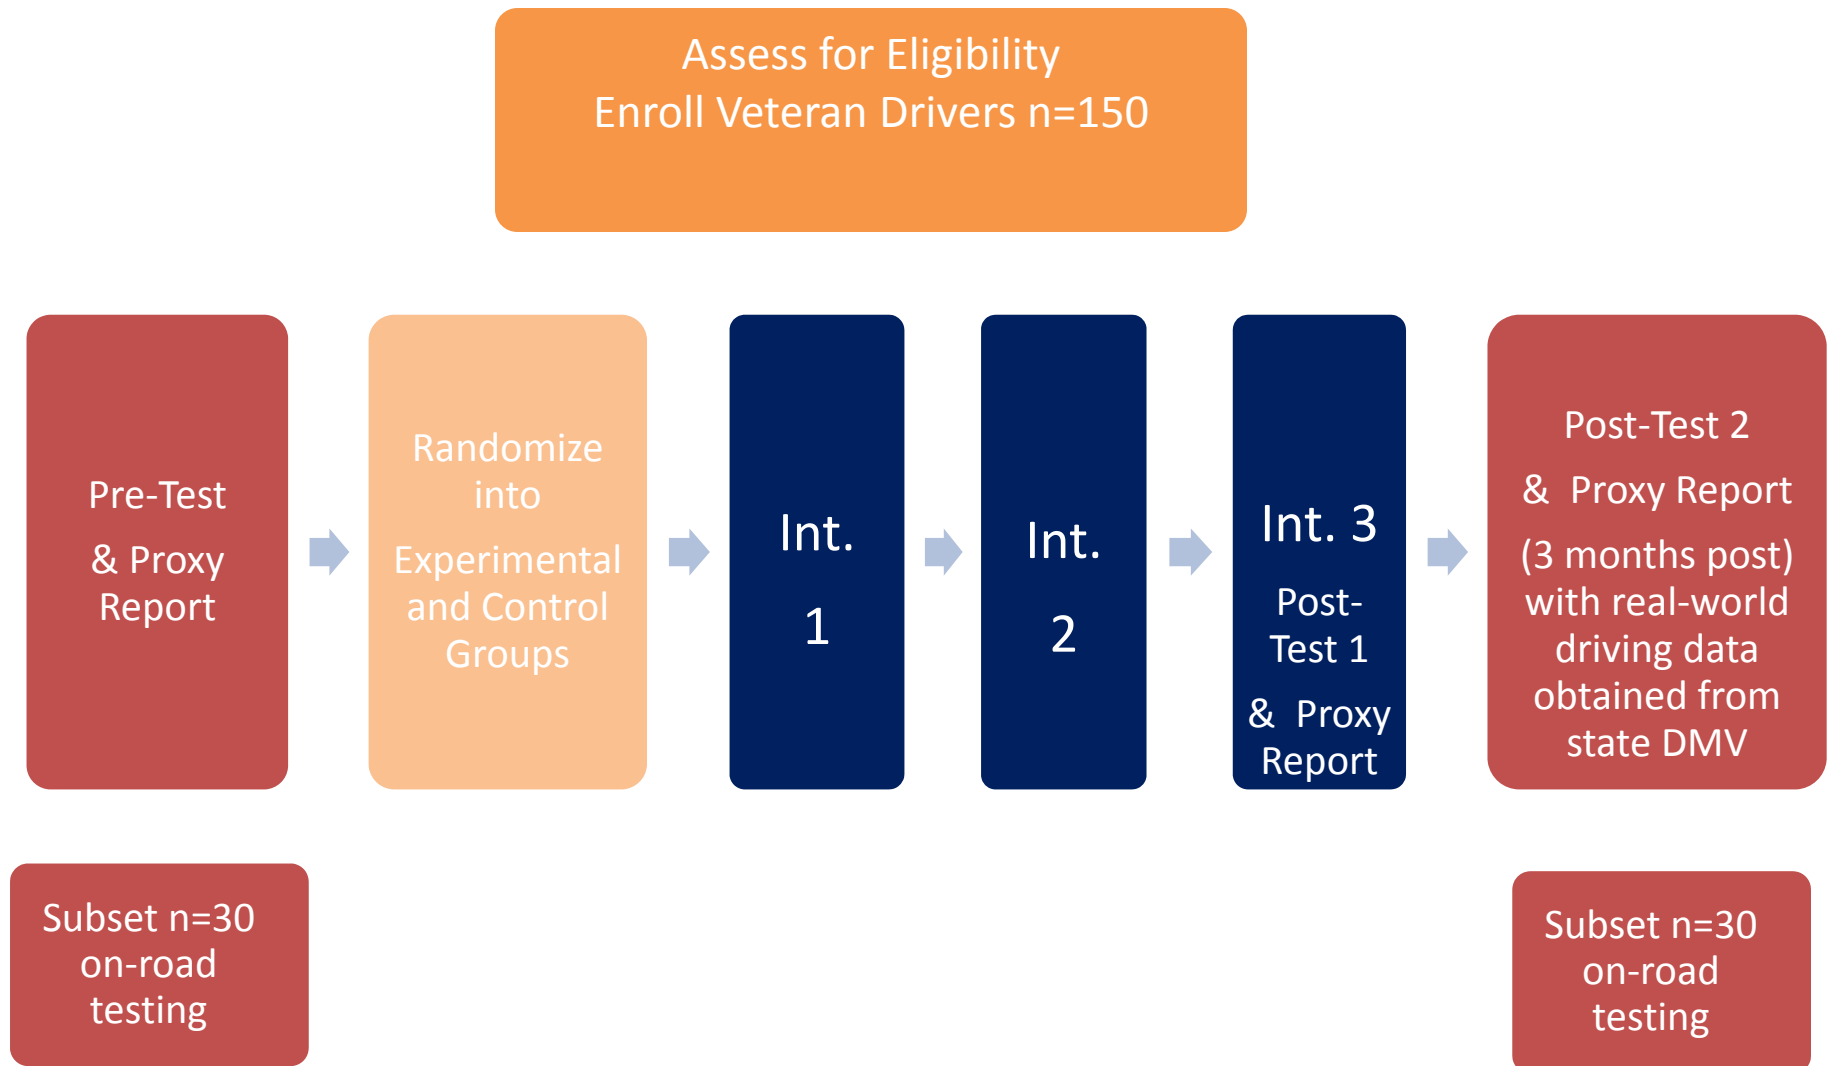 Assess for Eligibility
Enroll Veteran Drivers n=150
Pre-Test
& Proxy
Report
Randomize
into
Experimental
and Control
Groups
Int.
1
Int.
2
Int. 3
Post-
Test 1
& Proxy
Report
Post-Test 2
& Proxy Report
(3 months post)
with real-world
driving data
obtained from
state DMV
Subset n=30
on-road
testing
Subset n=30
on-road
testing